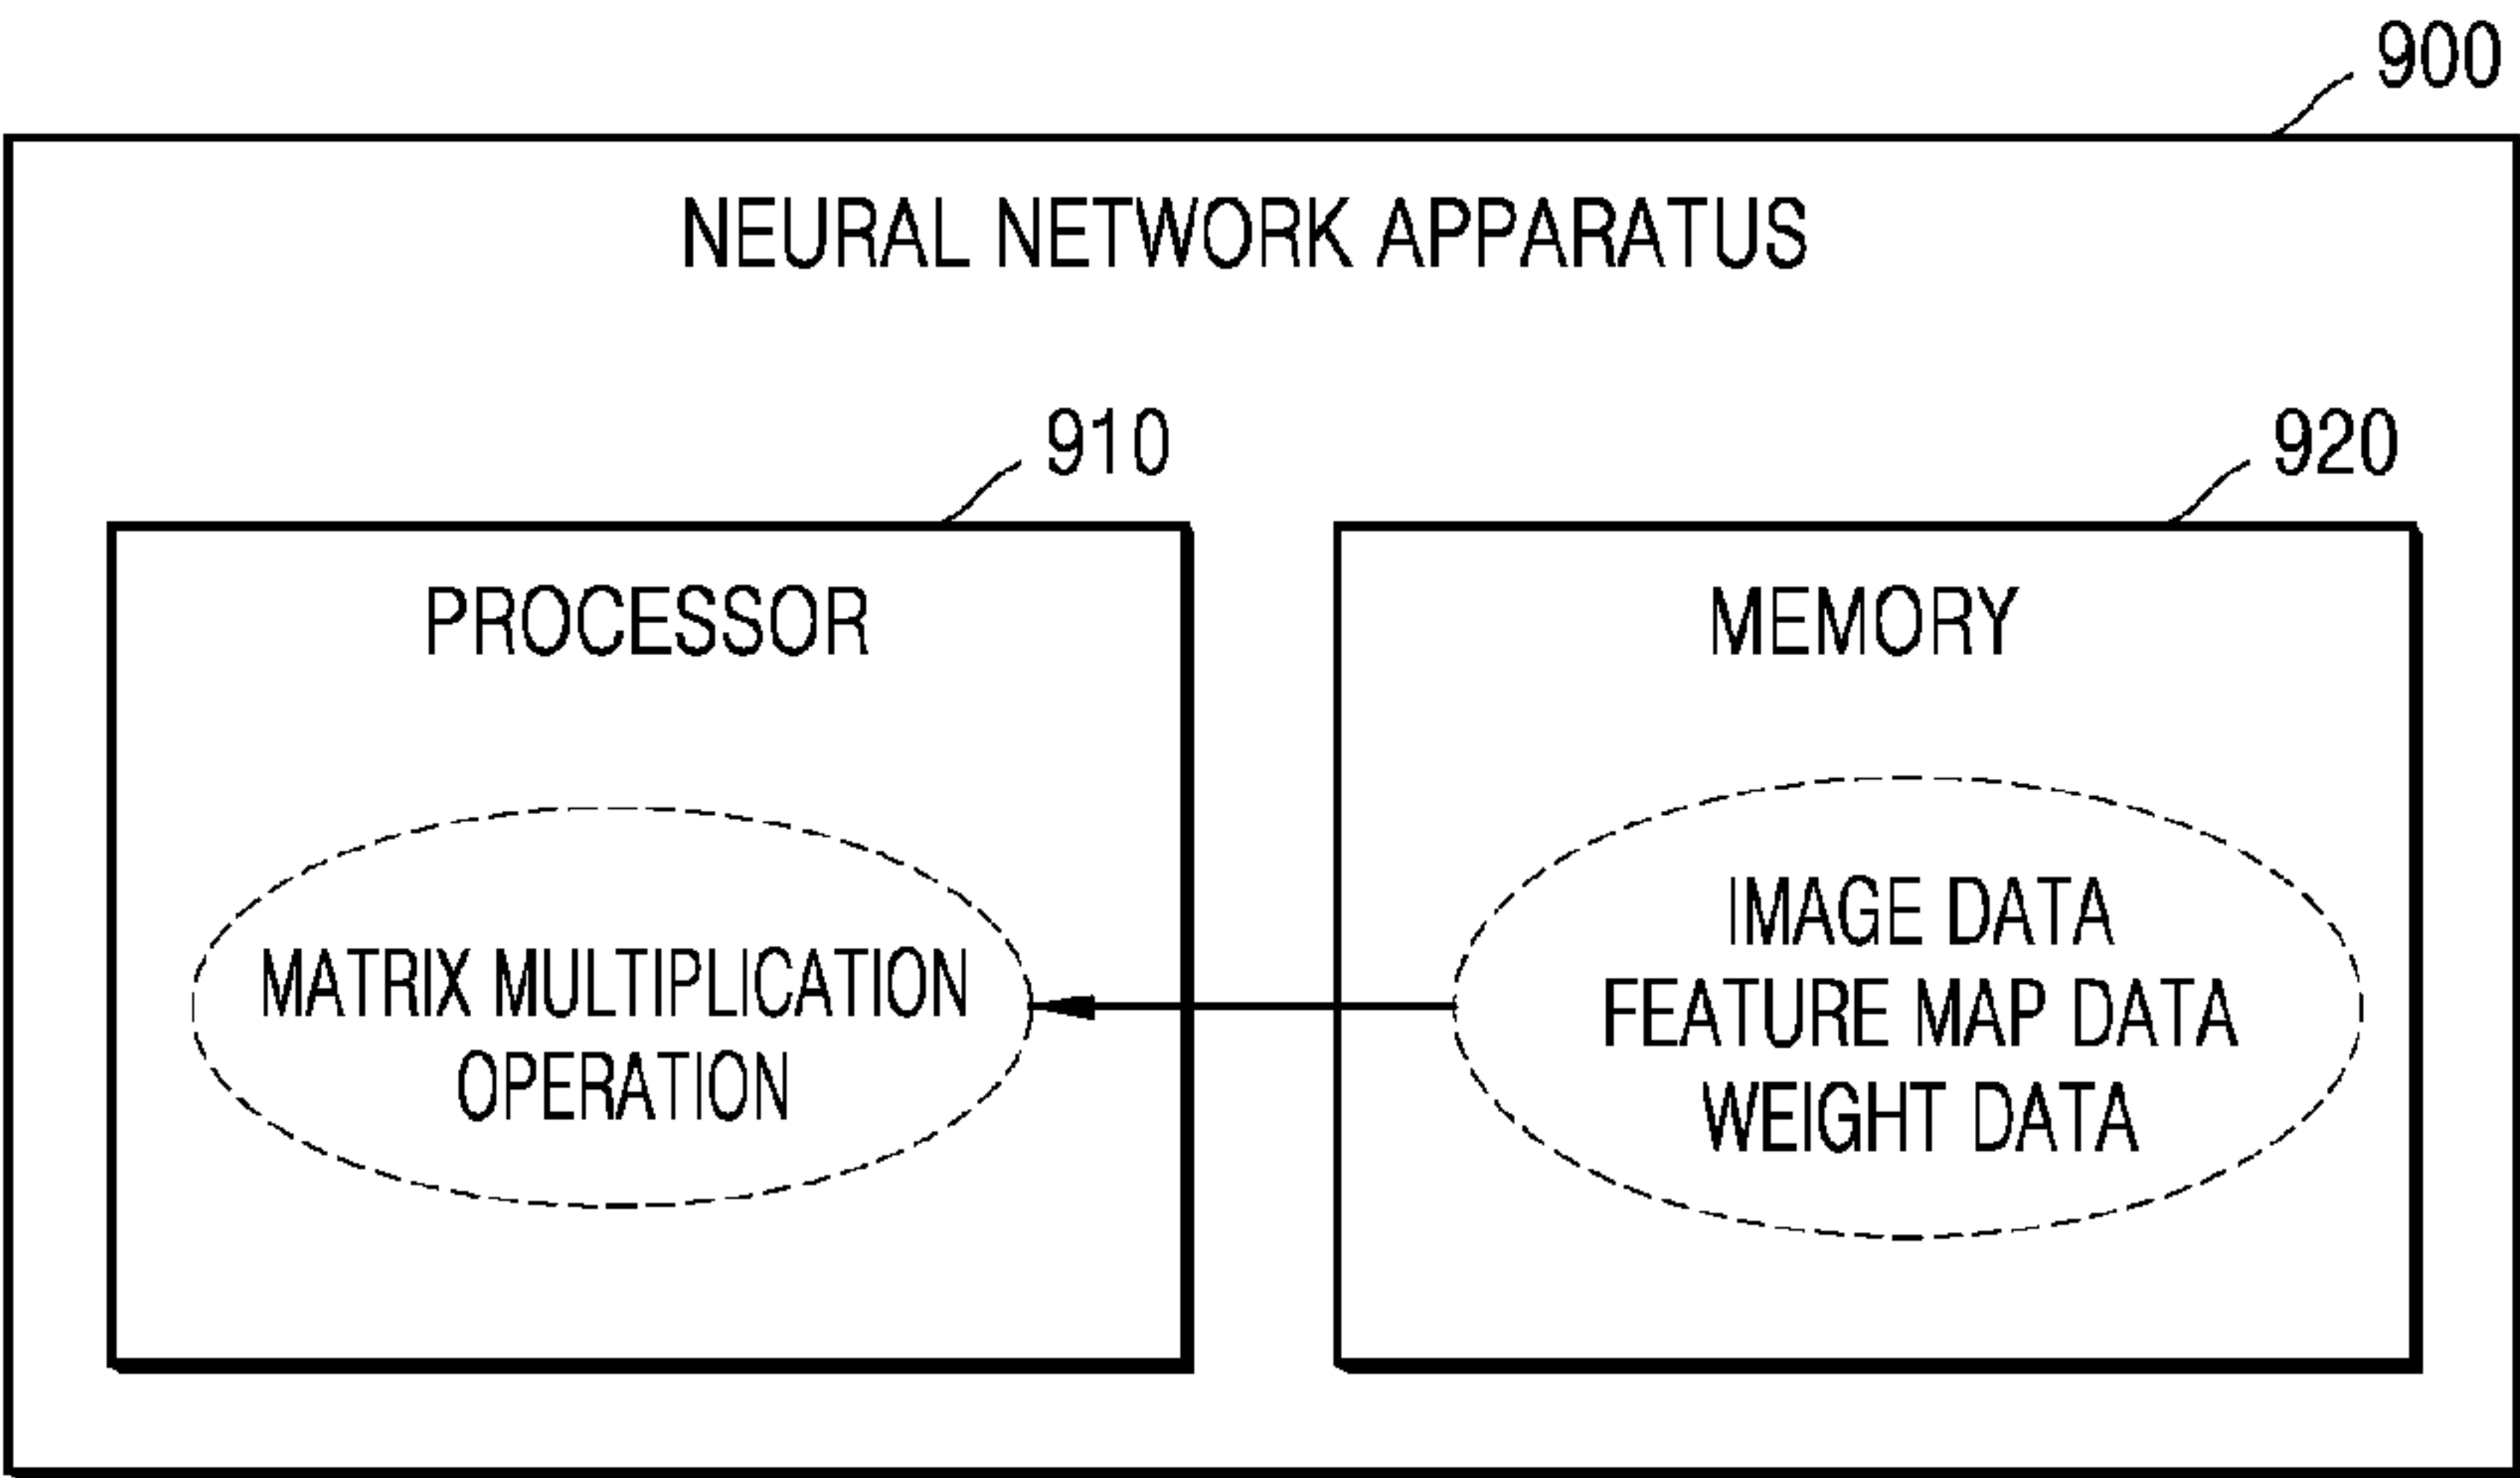 900
NEURAL NETWORK APPARATUS
910
920
PROCESSOR
MEMORY
MATRIX MULTIPLICATION
OPERATION
IMAGE DATA
FEATURE MAP DATA
WEIGHT DATA